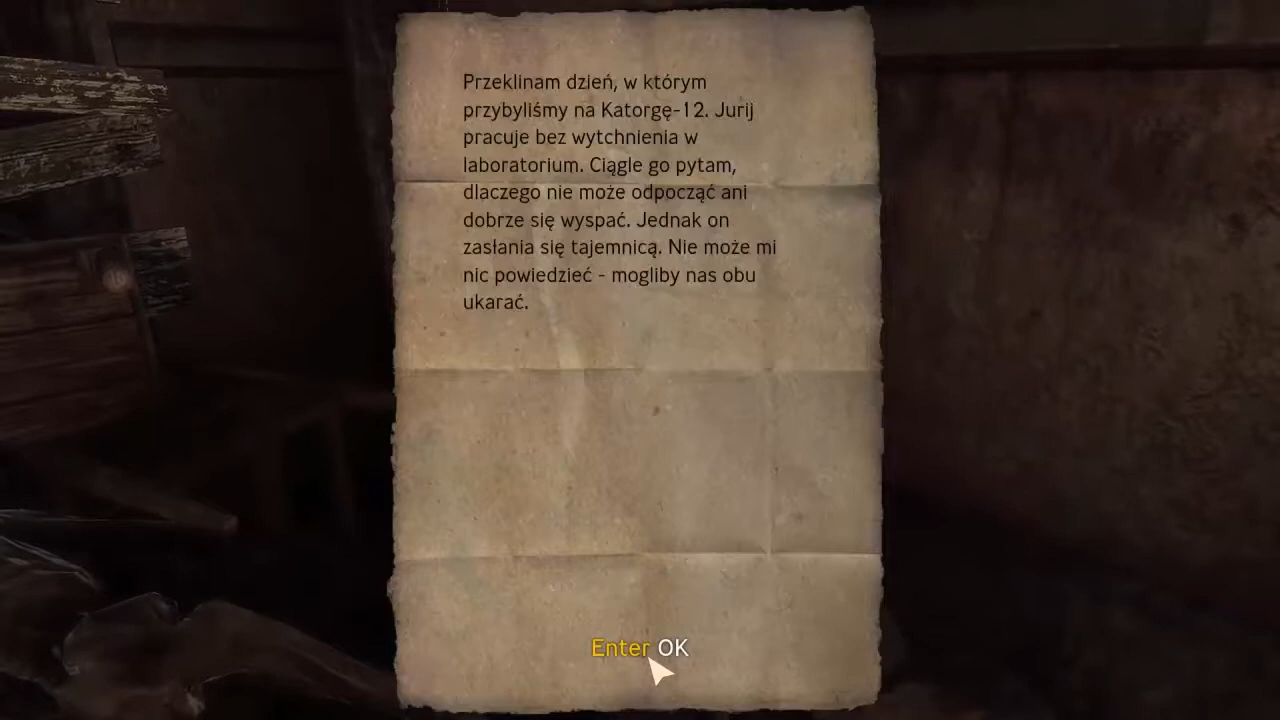 Przeklinam dzień, w którym
przybyliśmy na Katorgę-12. Jurij
pracuje bez wytchnienia w
laboratorium. Ciągle go pytam,
dlaczego nie może odpocząć ani
dobrze się wyspać. Jednak on
zasłania się tajemnicą. Nie może mi
nic powiedzieć - mogliby nas obu
ukarać.
Enter OK